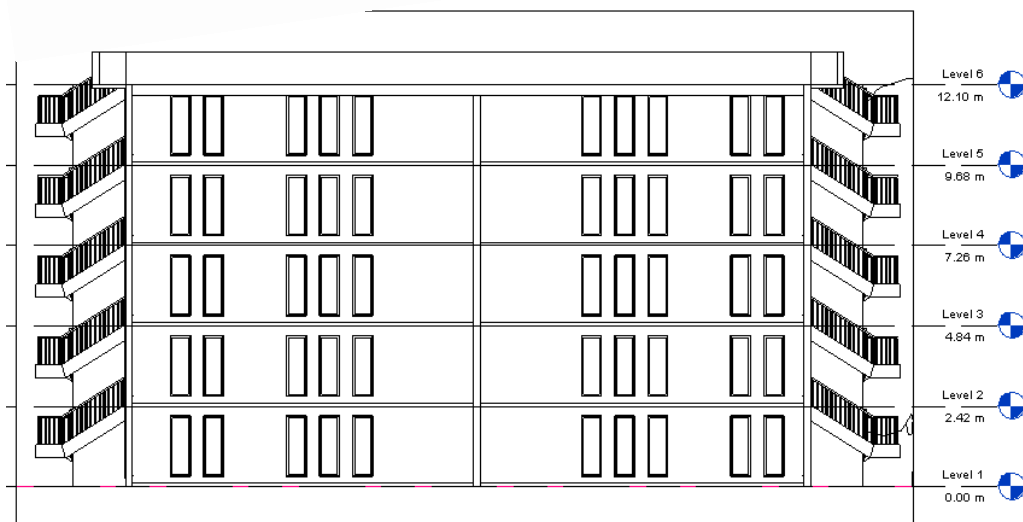 Level 6
12.10 m
Level 5
9.68 m
Level 4
7.26 m
Level 3
4.84 m
Level 2
2.42 m
Level 1
0.00 m